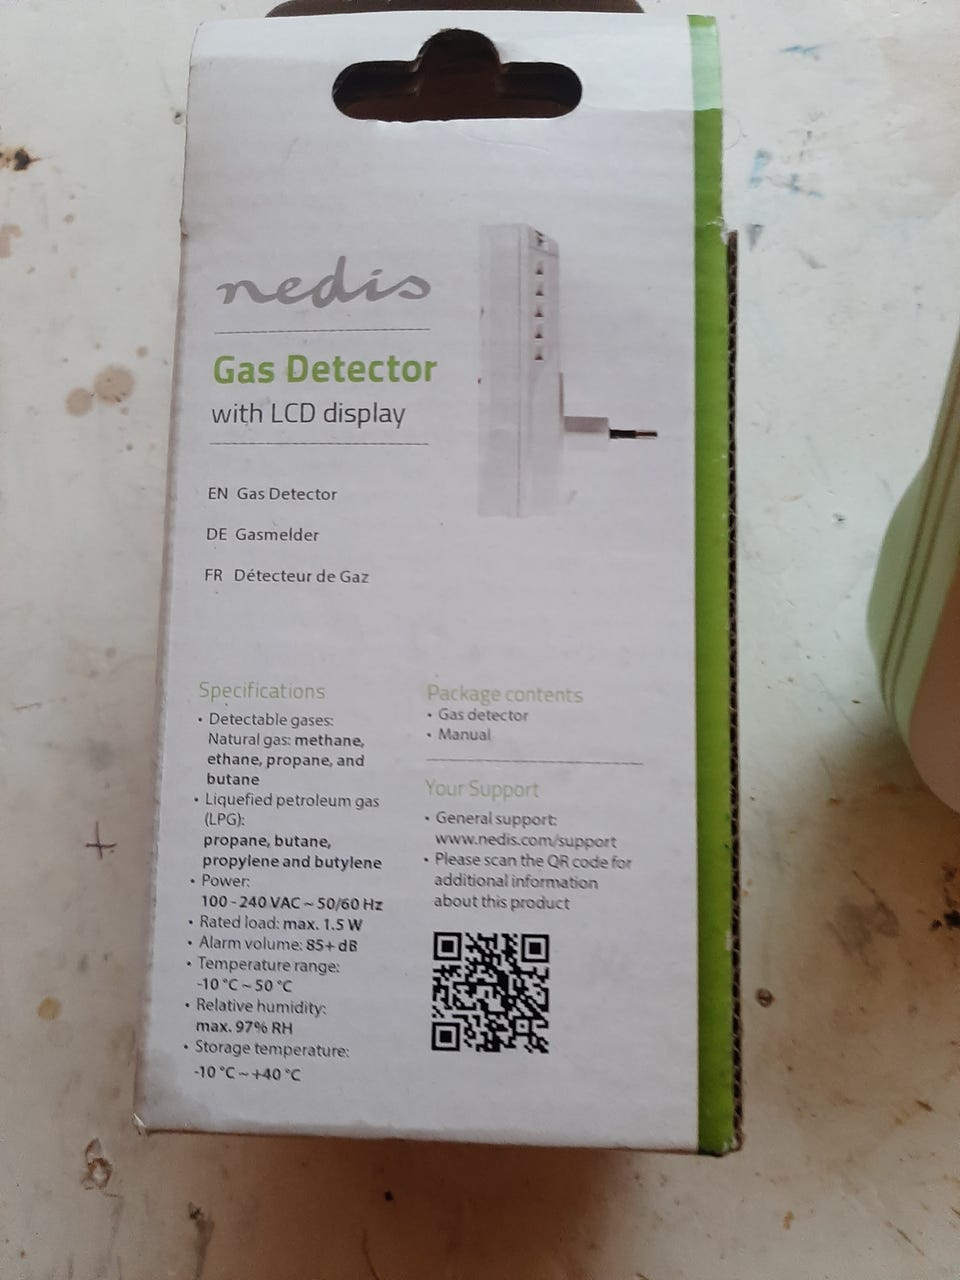 nedis
Gas Detector
with LCD display
EN Gas Detector
DE Gasmelder
FR Détecteur de Gaz
Specifications
• Detectable gases:
Natural gas: methane,
ethane, propane, and
butane
• Liquefied petroleum gas
(LPG):
propane, butane,
propylene and butylene
• Power:
100 - 240 VAC ~ 50/60 Hz
• Rated load: max. 1.5 W
• Alarm volume: 85+ dB
• Temperature range:
-10 °C ~ 50 °C
• Relative humidity:
max. 97% RH
• Storage temperature:
-10 °C ~ +40 °C
Package contents
• Gas detector
• Manual
Your Support
• General support:
www.nedis.com/support
• Please scan the QR code for
additional information
about this product